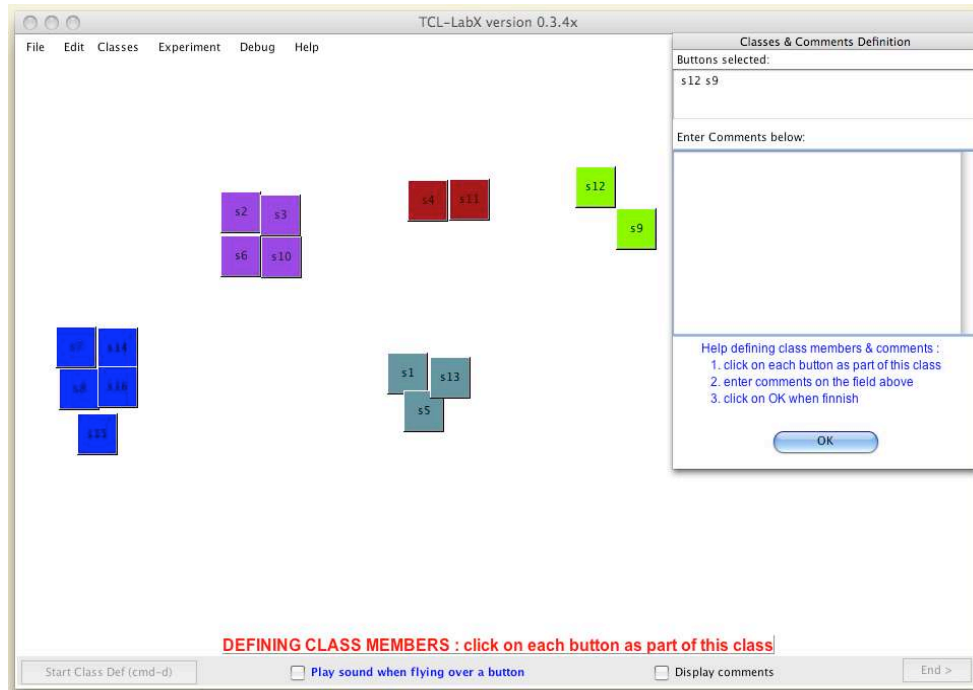 TCL-LabX version 0.3.4x
File Edit Classes Experiment Debug Help
Classes & Comments Definition
Buttons selected:
s12 s9
Enter Comments below:
s12
s4 s11
s2 s3
s9
s6 s10
s14
s8 s16
s1 s13
s5
Help defining class members & comments :
1. click on each button as part of this class
2. enter comments on the field above
3. click on OK when finnish
OK
DEFINING CLASS MEMBERS : click on each button as part of this class
Start Class Def (cmd-d) Play sound when flying over a button Display comments End >